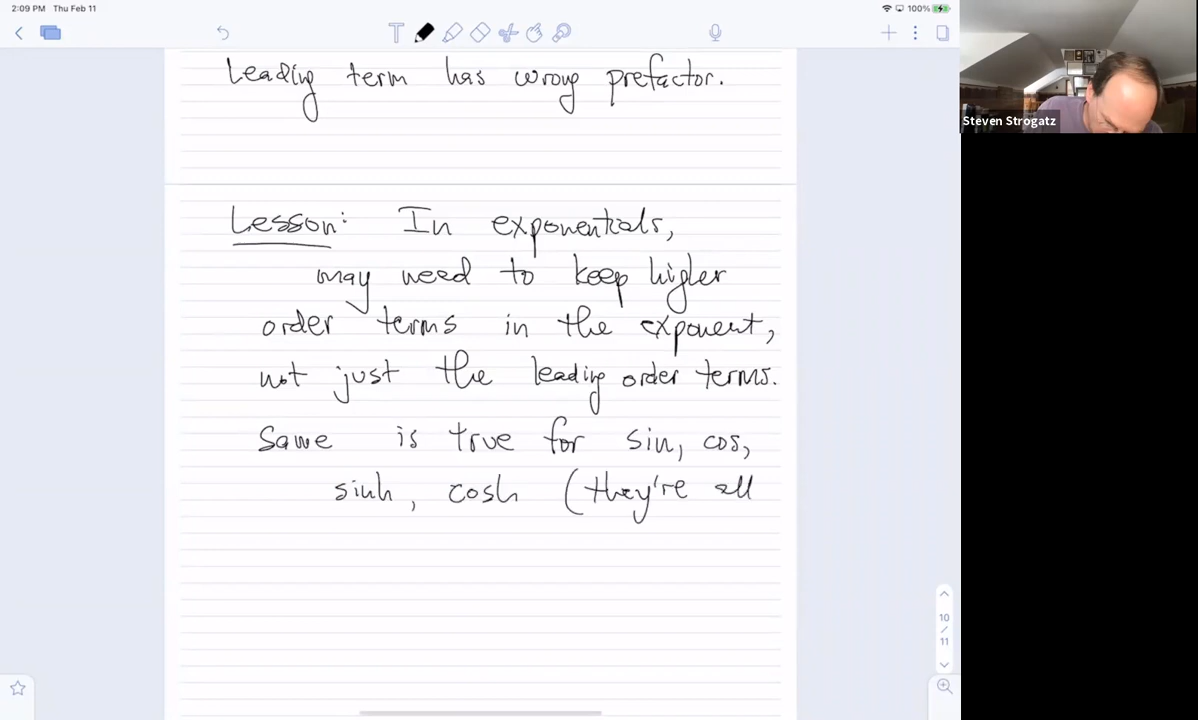 2:09 PM Thu Feb 11
100%
T
Leading term has wrong prefactor.
Steven Strogatz
Lesson: In exponentials,
may need to keep higher
order terms in the exponent,
not just the leading order terms.
Same is true for sin, cos,
sinh, cosh (they're all
10
/
11